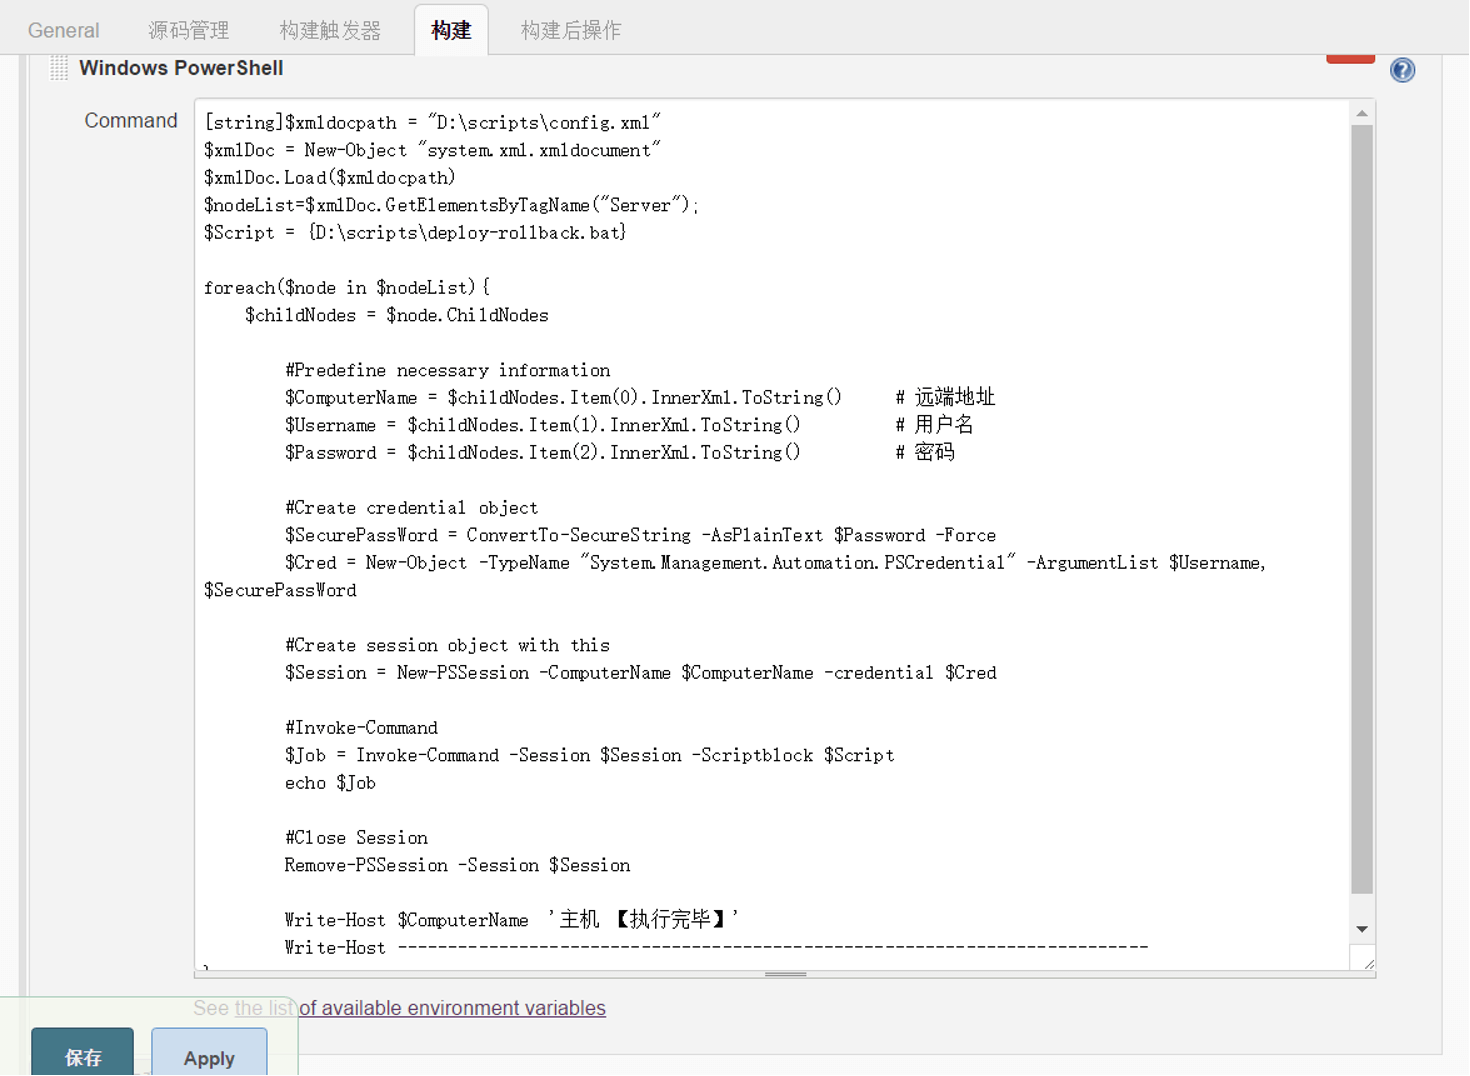 General 源码管理 构建触发器 构建 构建后操作
Windows PowerShell
?
Command
[string]$xmldocpath = "D:\scripts\config.xml"
$xmlDoc = New-Object "system.xml.xmldocument"
$xmlDoc.Load($xmldocpath)
$nodeList=$xmlDoc.GetElementsByTagName("Server");
$Script = {D:\scripts\deploy-rollback.bat}
foreach($node in $nodeList){
$childNodes = $node.ChildNodes
#Predefine necessary information
$ComputerName = $childNodes.Item(0).InnerXml.ToString() # 远端地址
$Username = $childNodes.Item(1).InnerXml.ToString() # 用户名
$Password = $childNodes.Item(2).InnerXml.ToString() # 密码
#Create credential object
$SecurePassWord = ConvertTo-SecureString -AsPlainText $Password -Force
$Cred = New-Object -TypeName "System.Management.Automation.PSCredential" -ArgumentList $Username,
$SecurePassWord
#Create session object with this
$Session = New-PSSession -ComputerName $ComputerName -credential $Cred
#Invoke-Command
$Job = Invoke-Command -Session $Session -Scriptblock $Script
echo $Job
#Close Session
Remove-PSSession -Session $Session
Write-Host $ComputerName '主机 【执行完毕】'
Write-Host --------------------------------------------------------------------------
See the list of available environment variables
保存 Apply